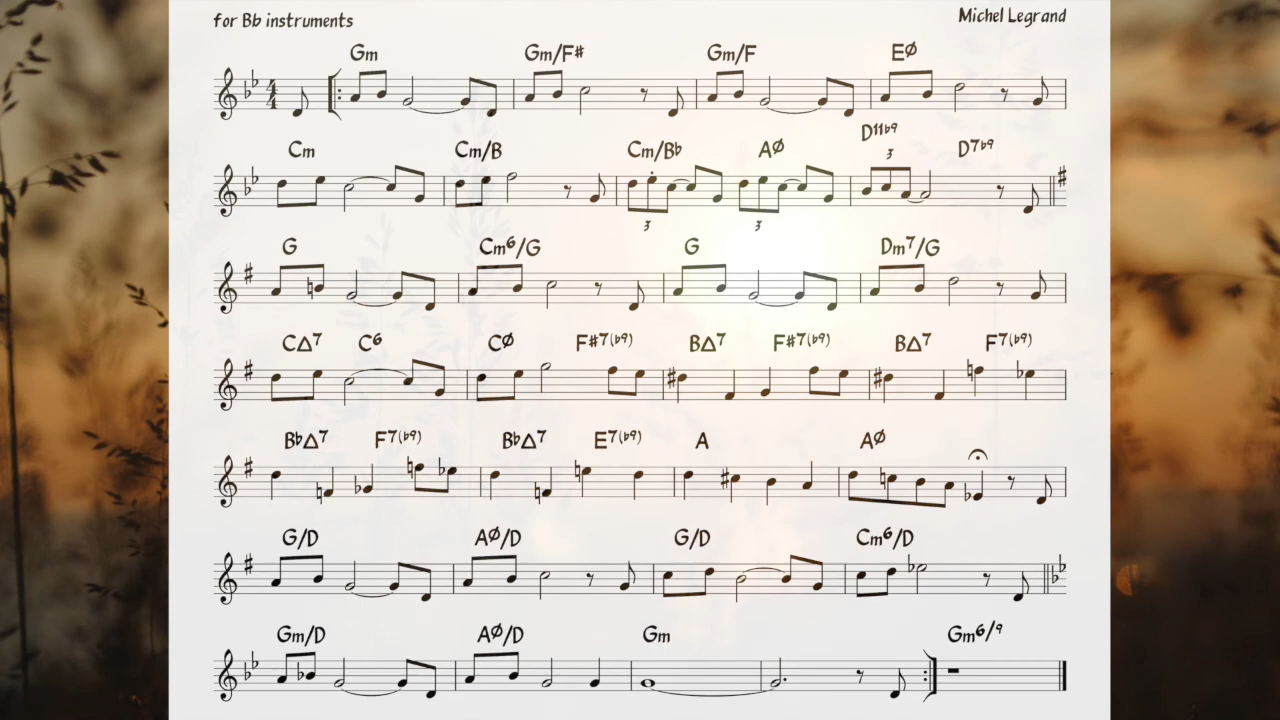 for Bb instruments
Michel Legrand
Gm Gm/F# Gm/F EØ
4
4
Cm Cm/B Cm/Bb AØ D11b9 D7b9
3 3 3
G Cm6/G G Dm7/G
CΔ7 C6 CØ F#7(b9) BΔ7 F#7(b9) BΔ7 F7(b9)
BbΔ7 F7(b9) BbΔ7 E7(b9) A AØ
G/D AØ/D G/D Cm6/D
Gm/D AØ/D Gm Gm6/9